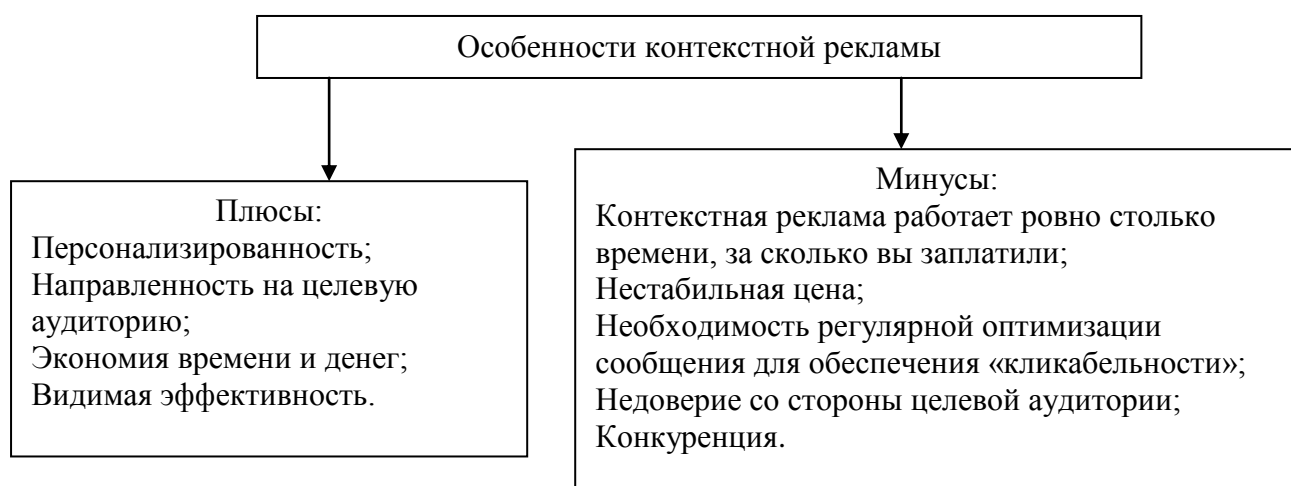 Особенности контекстной рекламы
Плюсы:
Персонализированность;
Направленность на целевую
аудиторию;
Экономия времени и денег;
Видимая эффективность.
Минусы:
Контекстная реклама работает ровно столько
времени, за сколько вы заплатили;
Нестабильная цена;
Необходимость регулярной оптимизации
сообщения для обеспечения «кликабельности»;
Недоверие со стороны целевой аудитории;
Конкуренция.